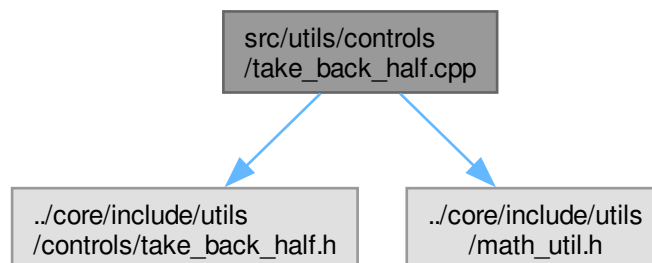 src/utils/controls
/take_back_half.cpp
../core/include/utils
/controls/take_back_half.h
../core/include/utils
/math_util.h